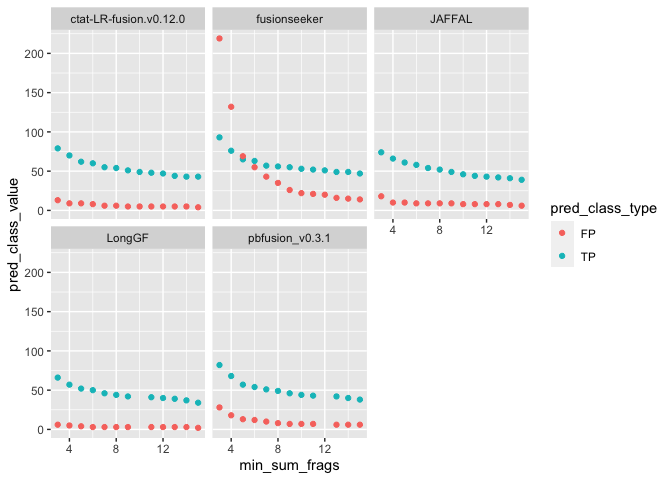 ctat-LR-fusion.v0.12.0
fusionseeker
JAFFAL
200
150
100
50
0
LongGF
pbfusion_v0.3.1
4
8
12
200
150
100
50
0
4
8
12
4
8
12
pred_class_value
min_sum_frags
pred_class_type
FP
TP